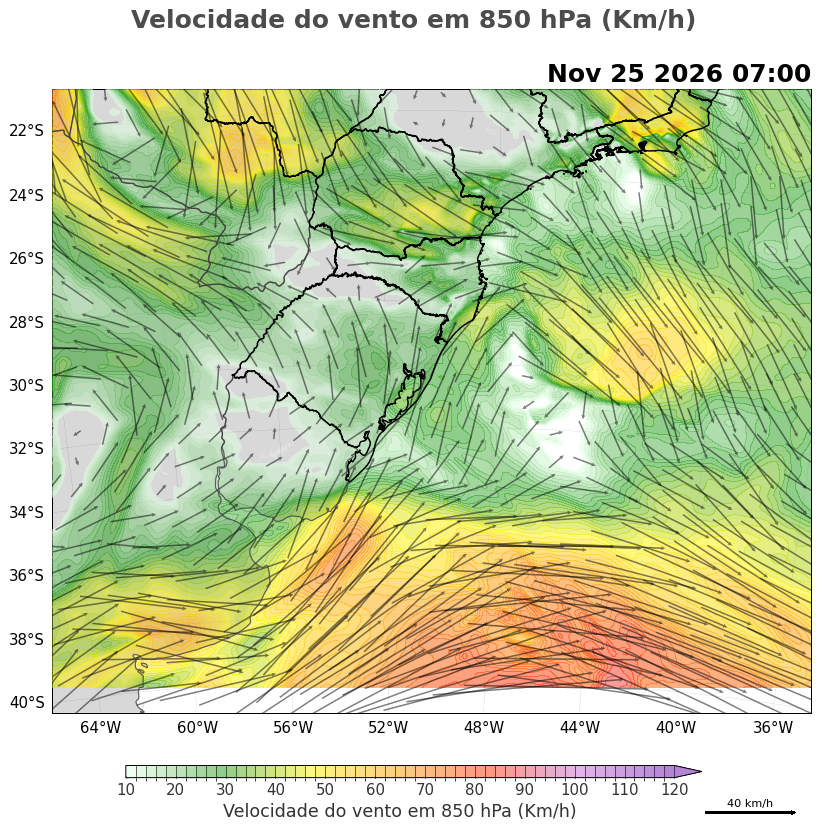 Velocidade do vento em 850 hPa (Km/h)
Nov 25 2026 07:00
22°S
24°S
26°S
28°S
30°S
32°S
34°S
36°S
38°S
40°S
64°W 60°W 56°W 52°W 48°W 44°W 40°W 36°W
10 20 30 40 50 60 70 80 90 100 110 120
Velocidade do vento em 850 hPa (Km/h)
40 km/h